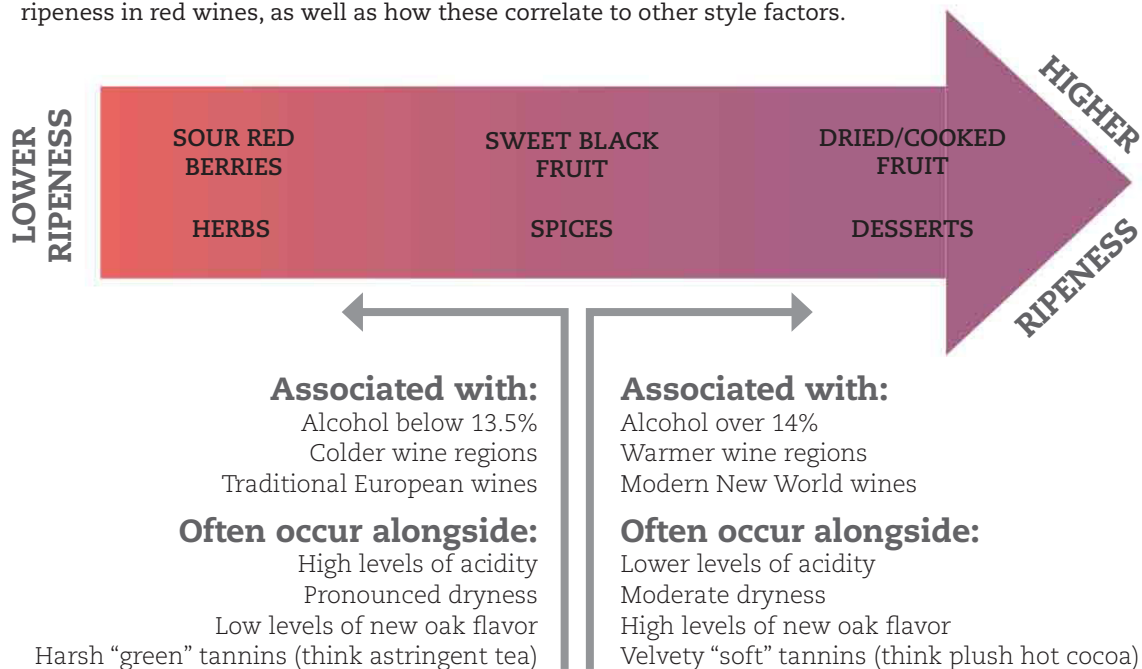 ripeness in red wines, as well as how these correlate to other style factors.
LOWER
RIPENESS
SOUR RED
BERRIES
HERBS
SWEET BLACK
FRUIT
SPICES
DRIED/COOKED
FRUIT
DESSERTS
HIGHER
RIPENESS
Associated with:
Alcohol below 13.5%
Colder wine regions
Traditional European wines
Often occur alongside:
High levels of acidity
Pronounced dryness
Low levels of new oak flavor
Harsh “green” tannins (think astringent tea)
Associated with:
Alcohol over 14%
Warmer wine regions
Modern New World wines
Often occur alongside:
Lower levels of acidity
Moderate dryness
High levels of new oak flavor
Velvety “soft” tannins (think plush hot cocoa)